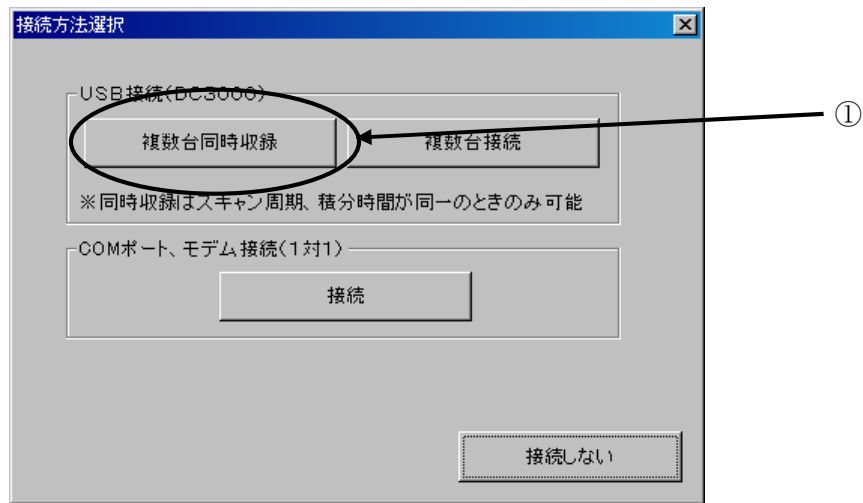 接続方法選択
USB接続(DC3000)
複数台同時収録
複数台接続
①
※同時収録はスキャン周期、積分時間が同一のときのみ可能
COMポート、モデム接続(1対1)
接続
接続しない